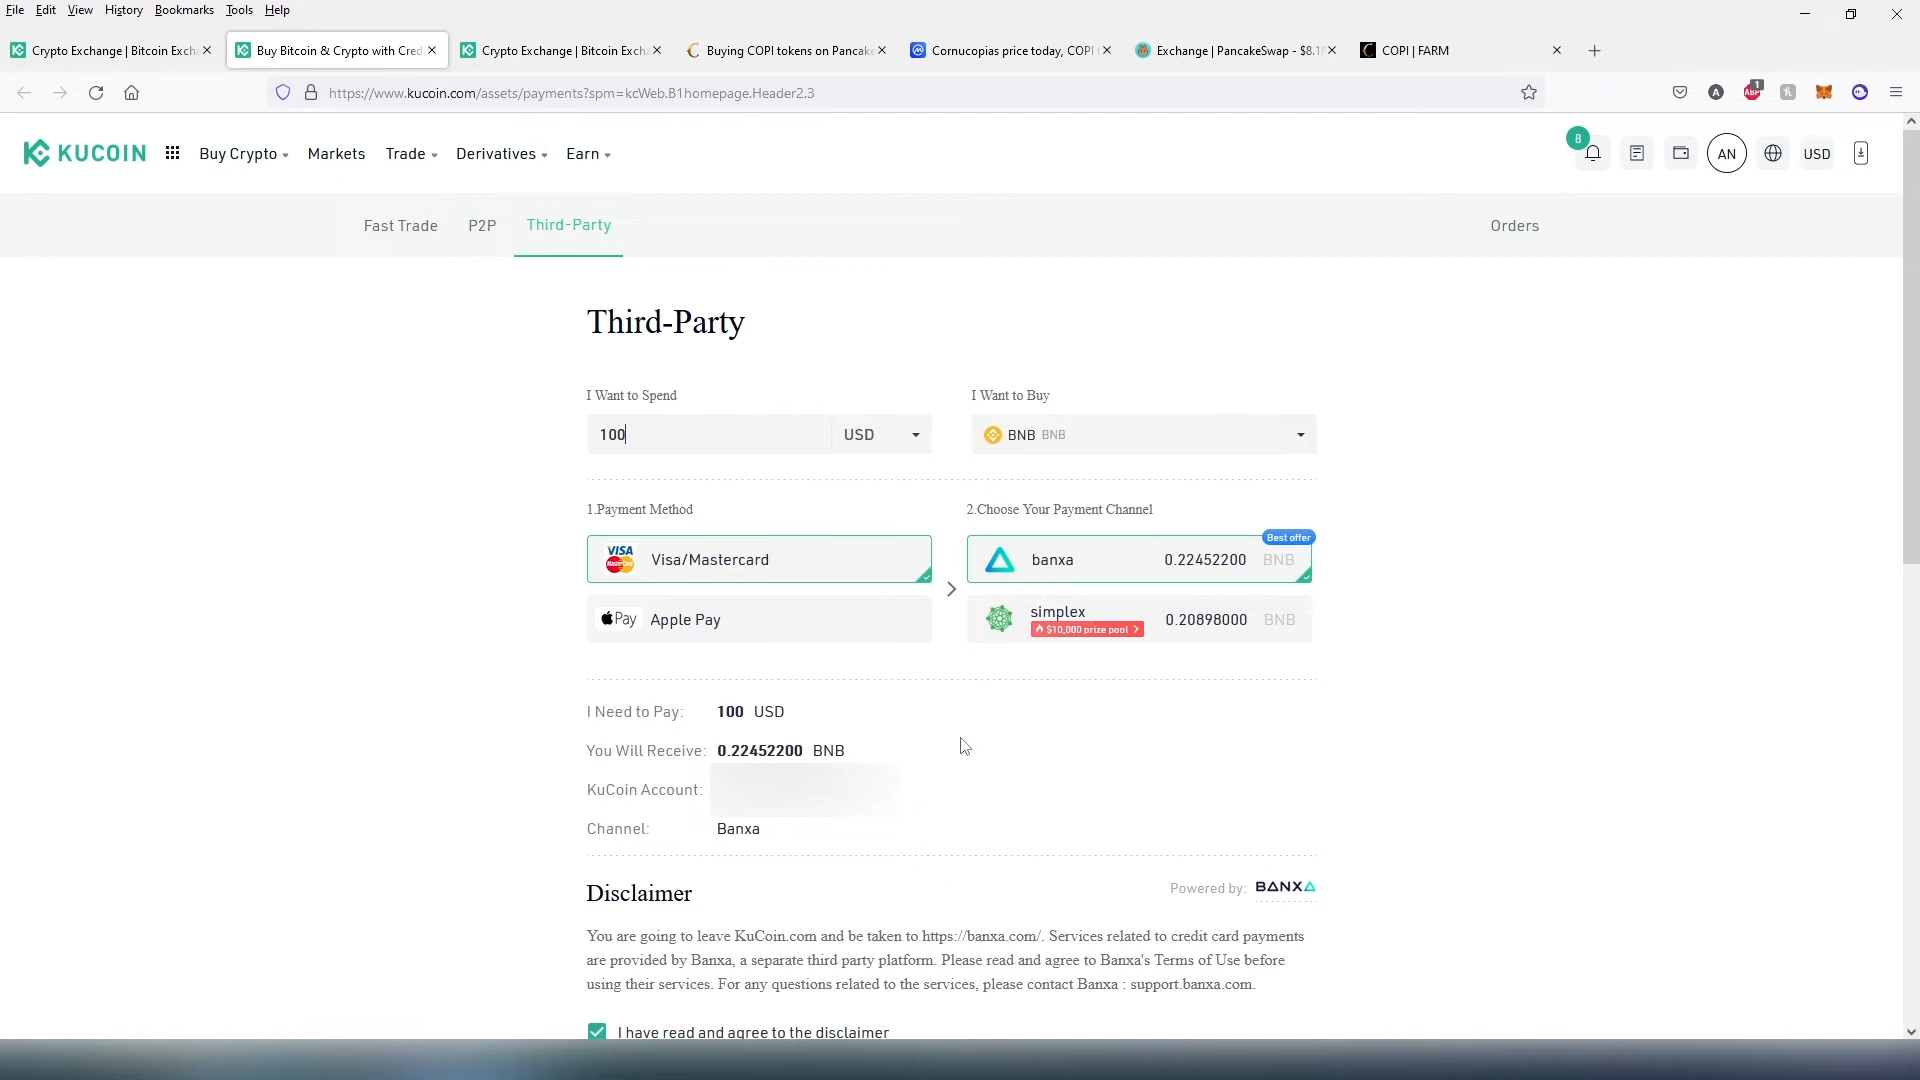 File Edit View History Bookmarks Tools Help
Crypto Exchange | Bitcoin Excha
Buy Bitcoin & Crypto with Cred
Crypto Exchange | Bitcoin Excha
Buying COPI tokens on Pancake
Cornucopias price today, COPI
Exchange | PancakeSwap - $8.1
COPI | FARM
https://www.kucoin.com/assets/payments?spm=kcWeb.B1homepage.Header2.3
A ABP 1
KUCOIN Buy Crypto Markets Trade Derivatives Earn 8 AN USD
Fast Trade P2P Third-Party Orders
Third-Party
I Want to Spend I Want to Buy
100 USD BNB BNB
1.Payment Method 2.Choose Your Payment Channel
Best offer
VISA MasterCard Visa/Mastercard banxa 0.22452200 BNB
Pay Apple Pay simplex 0.20898000 BNB
$10,000 prize pool >
I Need to Pay: 100 USD
You Will Receive: 0.22452200 BNB
KuCoin Account:
Channel: Banxa
Disclaimer Powered by: BANXA
You are going to leave KuCoin.com and be taken to https://banxa.com/. Services related to credit card payments
are provided by Banxa, a separate third party platform. Please read and agree to Banxa's Terms of Use before
using their services. For any questions related to the services, please contact Banxa : support.banxa.com.
I have read and agree to the disclaimer